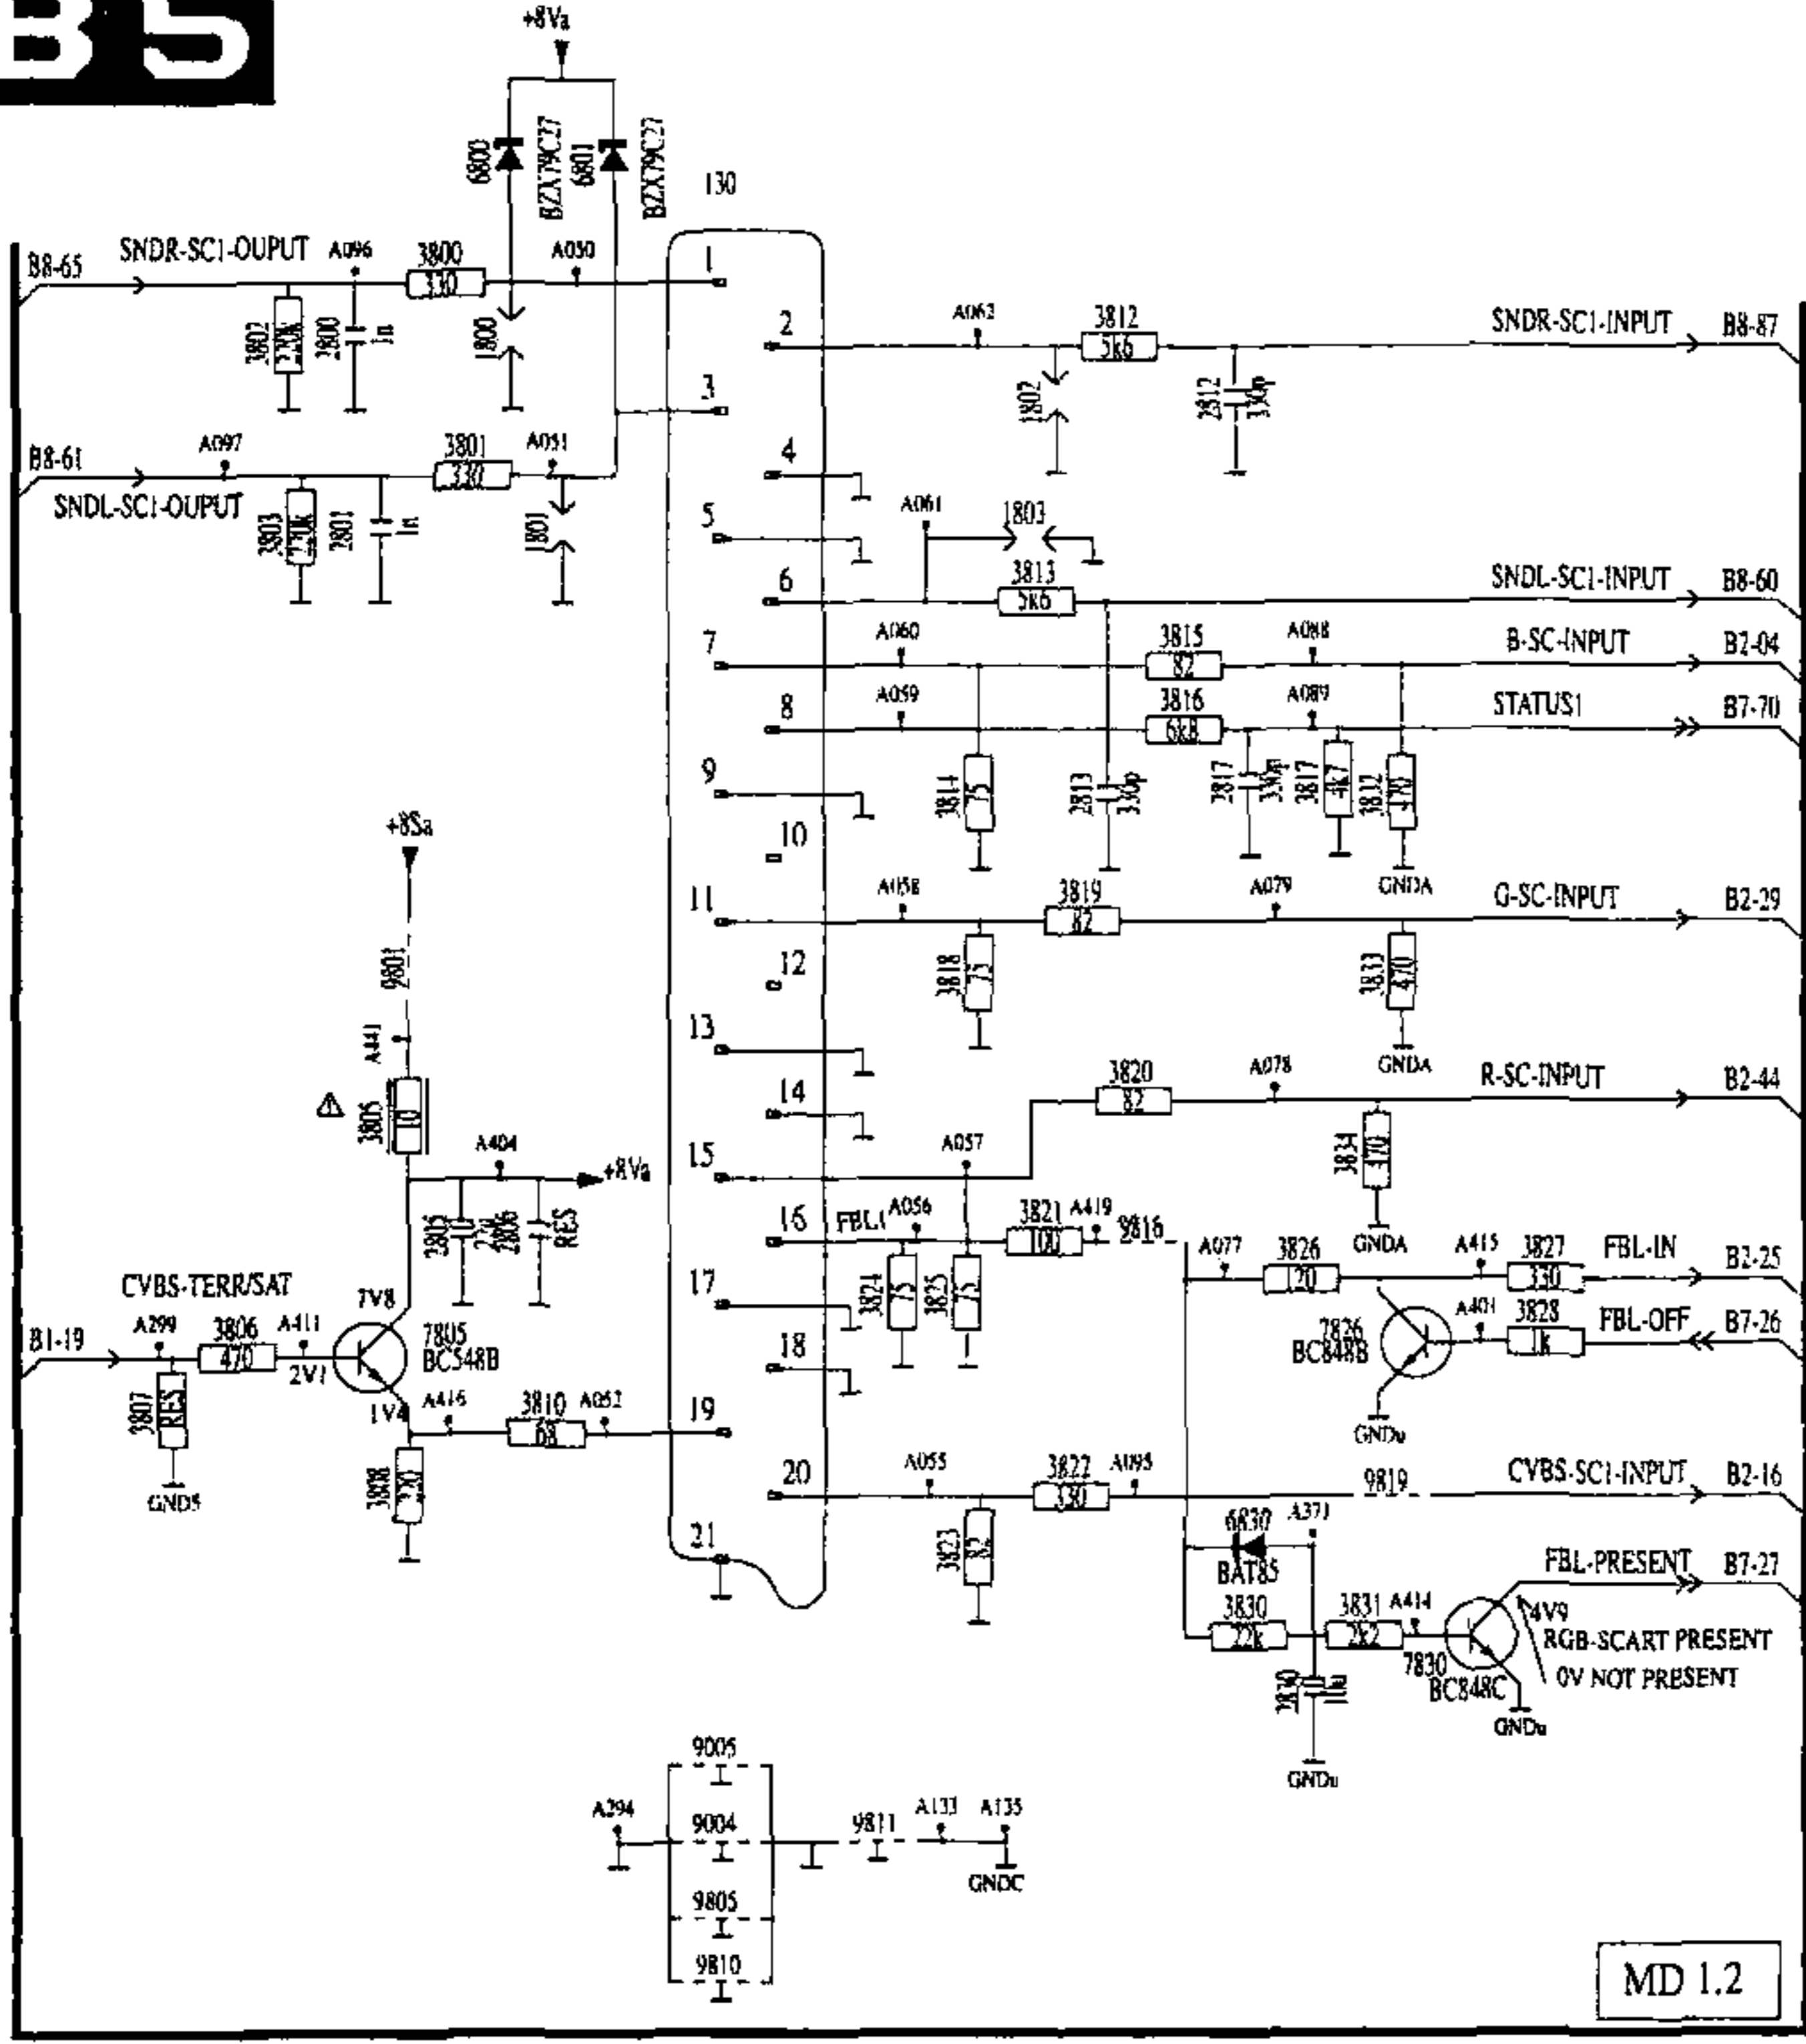 B5
+8Va
6800
BZX79C27
6801
BZX79C27
130
B8-65
SNDR-SC1-OUPUT
A096
3800
330
A050
1
3802
220k
2800
1n
1800
2
A062
3812
5k6
SNDR-SC1-INPUT
B8-87
1802
2812
330p
3
B8-61
A097
SNDL-SC1-OUPUT
3801
330
A051
3803
220k
2801
1n
1801
4
5
A061
1803
6
3813
5k6
SNDL-SC1-INPUT
B8-60
7
A060
3815
82
A088
B-SC-INPUT
B2-04
8
A059
3816
6k8
A089
STATUS1
B7-70
9
3814
75
2813
330p
2817
330p
3817
4k7
3832
470
GNDA
10
+8Sa
9801
A441
3805
10
11
A058
3819
82
A079
G-SC-INPUT
B2-29
12
3818
75
3833
470
GNDA
13
14
3820
82
A078
R-SC-INPUT
B2-44
15
A057
3834
470
GNDA
A404
+8Va
2805
2806
RES
16
FBL1
A056
3821
100
A419
9816
3824
75
3825
75
A077
3826
A415
3827
330
FBL-IN
B2-25
17
CVBS-TERR/SAT
7V8
B1-19
A299
3806
470
A411
2V1
7805
BC548B
3807
RES
GNDS
1V4
A416
3810
68
A052
3808
18
7826
BC848B
A401
3828
1k
FBL-OFF
B7-26
GNDu
19
20
A055
3822
330
A095
9819
CVBS-SC1-INPUT
B2-16
3823
82
21
6830
A371
BAT85
FBL-PRESENT
B7-27
3830
22k
3831
2k2
A414
4V9
RGB-SCART PRESENT
0V NOT PRESENT
7830
BC848C
2830
GNDu
GNDu
9005
A294
9004
9811
A133
A135
GNDC
9805
9810
MD 1.2